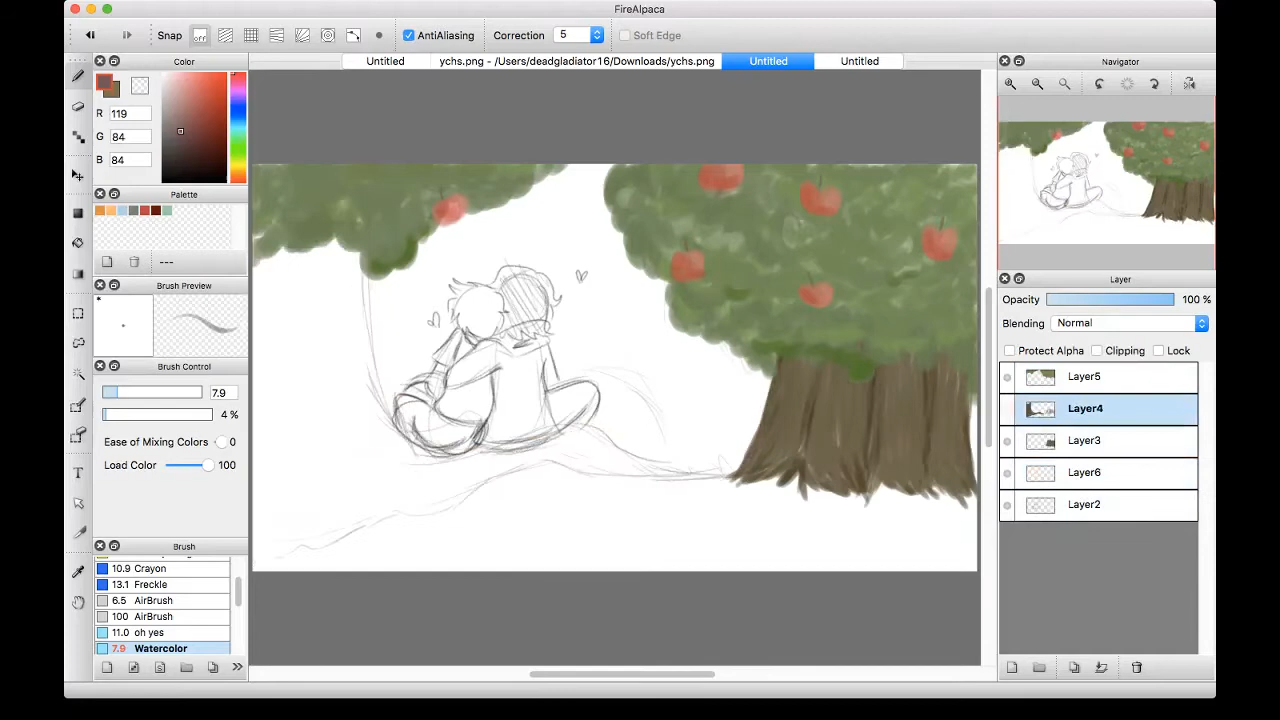 FireAlpaca
Snap off AntiAliasing Correction 5 Soft Edge
Color
Untitled ychs.png - /Users/deadgladiator16/Downloads/ychs.png Untitled Untitled
Navigator
R 119
G 84
B 84
Palette
---
Brush Preview
Brush Control
7.9
4 %
Ease of Mixing Colors 0
Load Color 100
Brush
10.9 Crayon
13.1 Freckle
6.5 AirBrush
100 AirBrush
11.0 oh yes
7.9 Watercolor
Layer
Opacity 100 %
Blending Normal
Protect Alpha Clipping Lock
Layer5
Layer4
Layer3
Layer6
Layer2